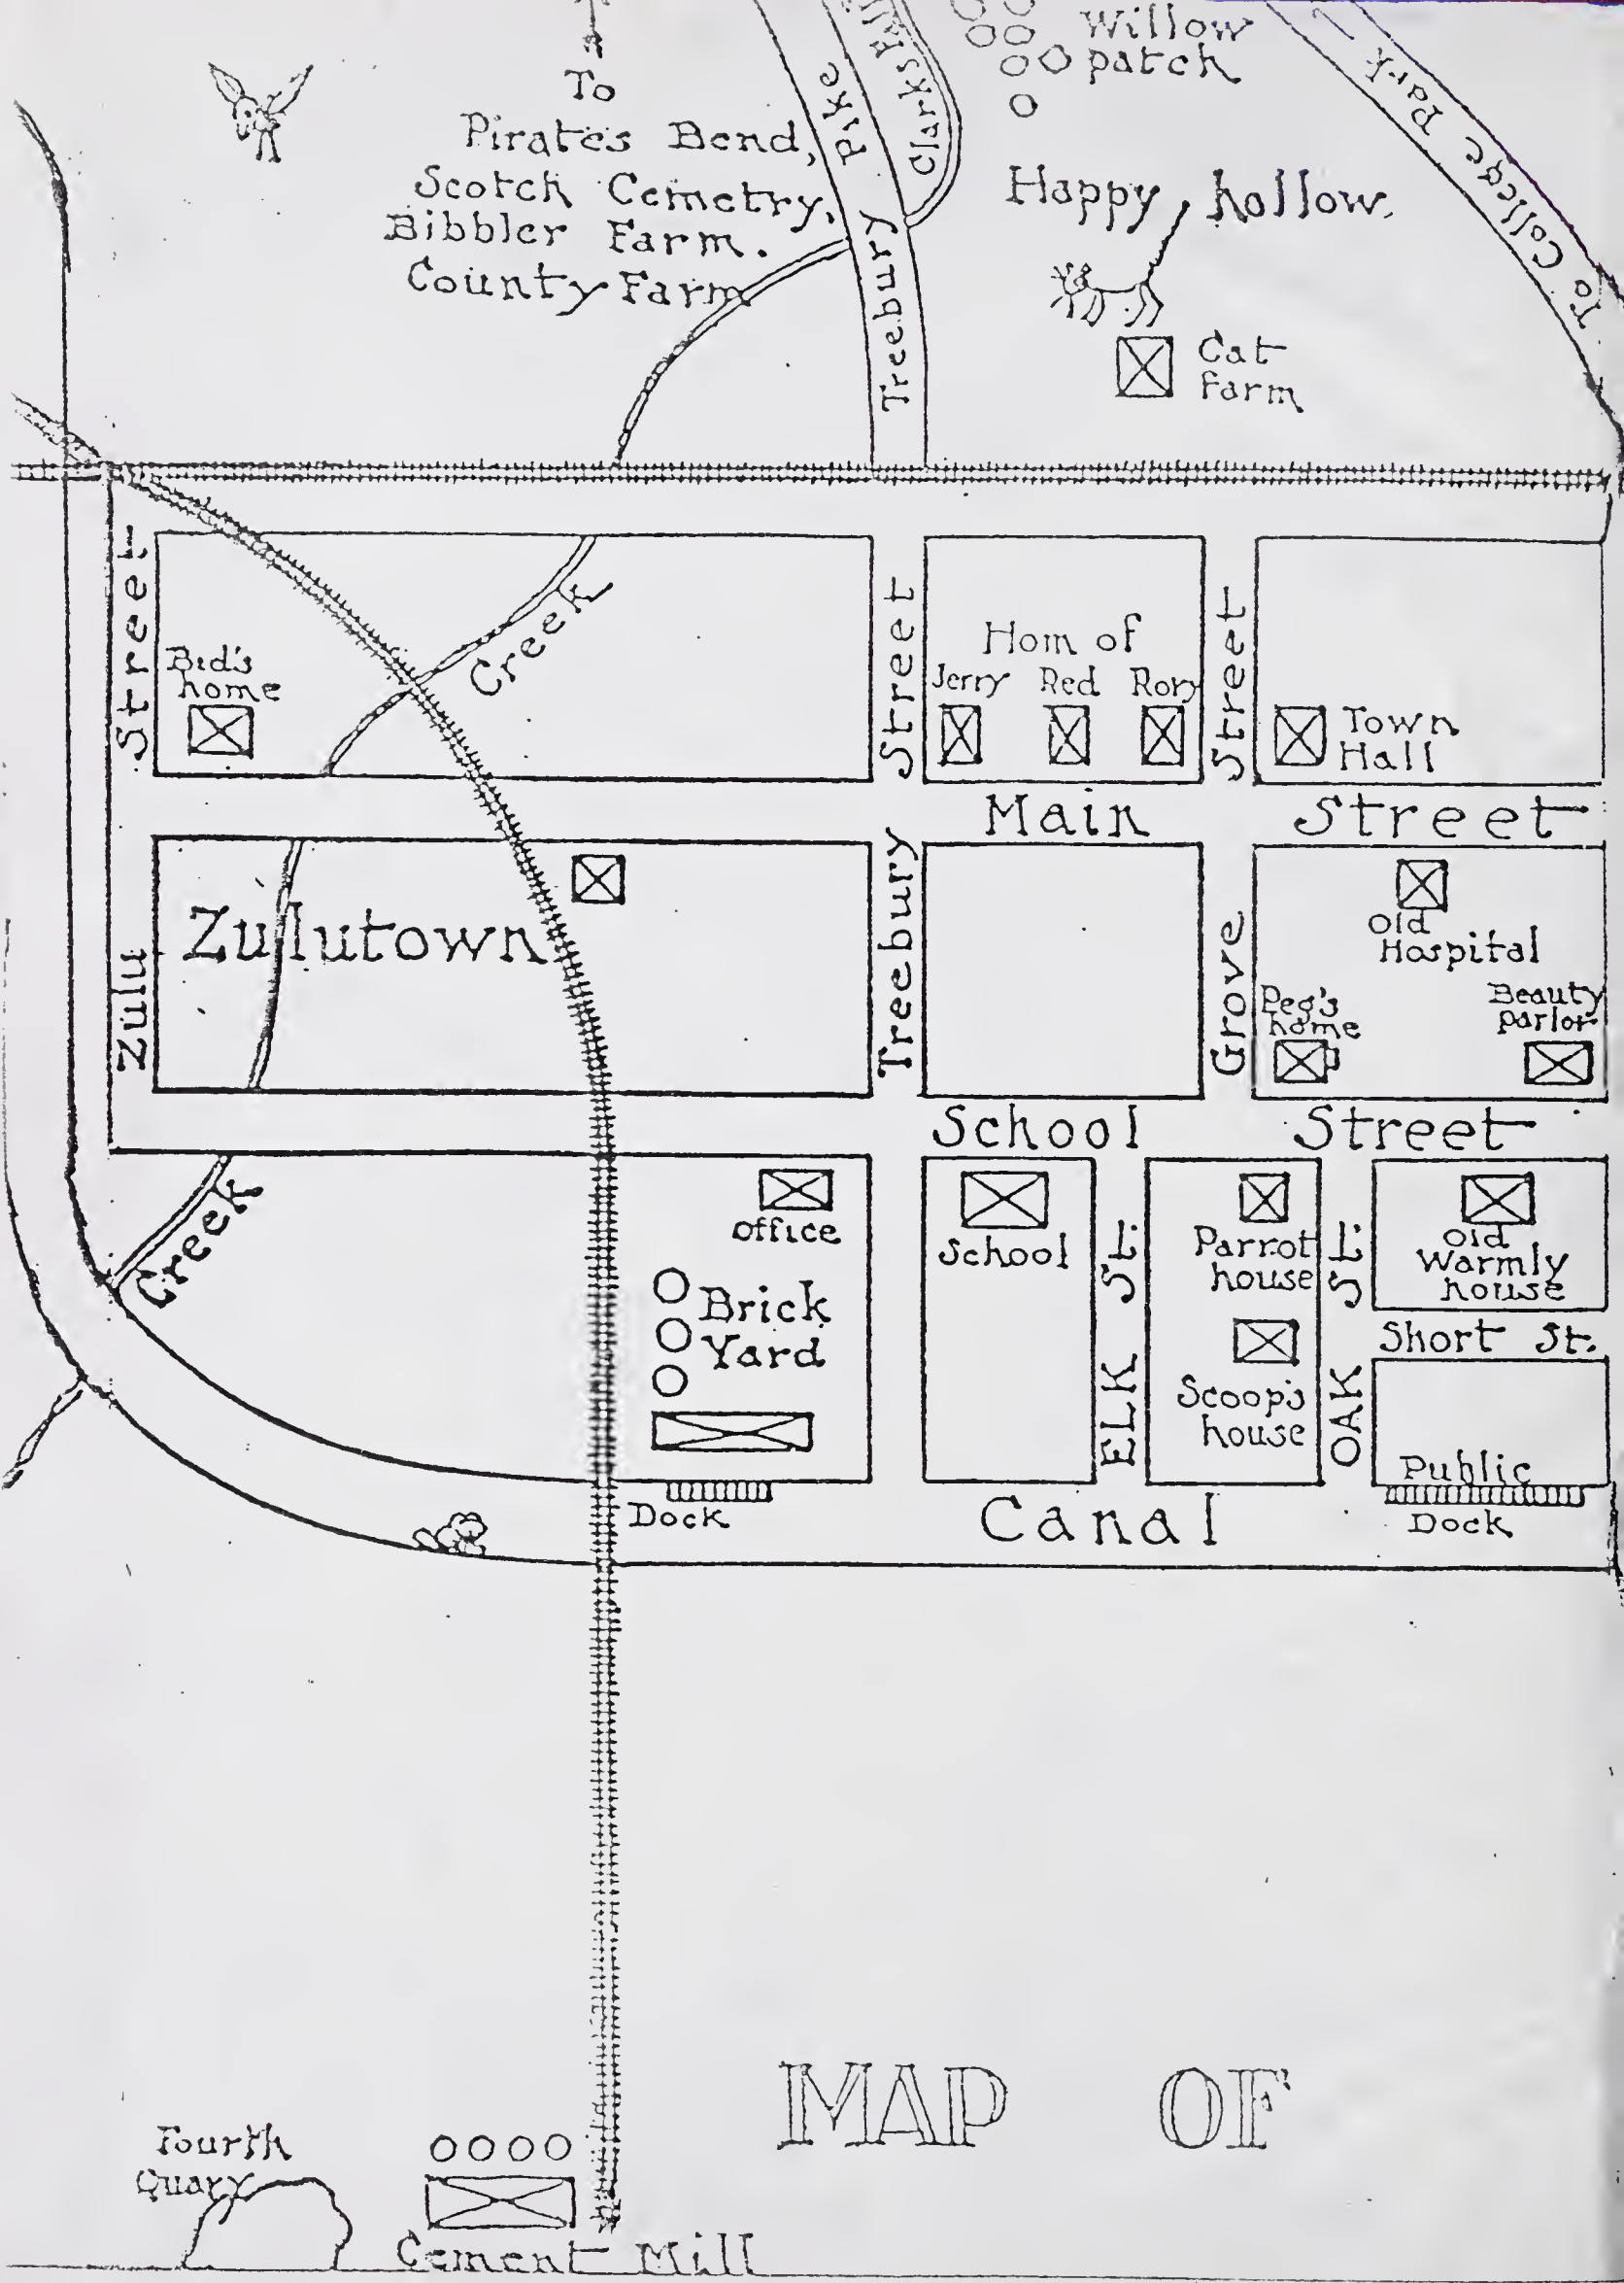 Willow
patch
To
Pirate's Bend,
Scotch Cemetry.
Bibbler Farm.
County Farm
Treebury Pike
To College Park
Happy hollow.
Cat
Farm
Street
Bid's
home
Creek
Street
Hom of
Jerry Red Rory
Street
Town
Hall
Main Street
Zulutown
Zulu
Treebury
Grove
Old
Hospital
Peg's
home
Beauty
parlor
School Street
Creek
Office
Brick
Yard
School
ELK St.
Parrot
house
Scoop's
house
OAK St.
Old
Warmly
house
Short St.
Public
Dock
Dock
Canal
MAP OF
Fourth
Quary
Cement Mill